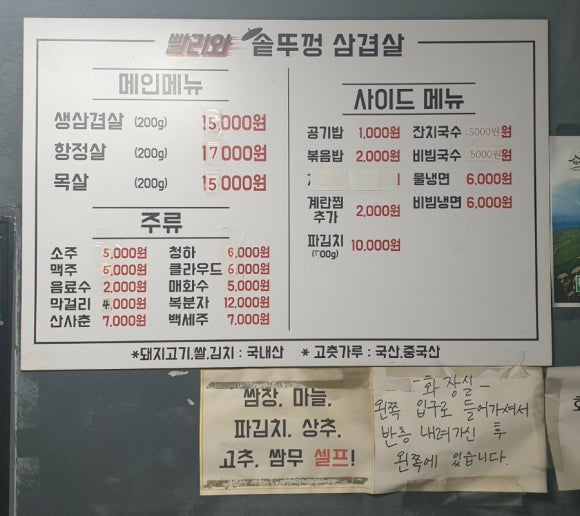 빨리와 솥뚜껑 삼겹살
메인메뉴
생삼겹살 (200g) 15000원
항정살 (200g) 17000원
목살 (200g) 15000원
주류
소주 5,000원 청하 6,000원
맥주 5,000원 클라우드 6,000원
음료수 2,000원 매화수 5,000원
막걸리 4,000원 복분자 12,000원
산사춘 7,000원 백세주 7,000원
사이드 메뉴
공기밥 1,000원 잔치국수 5000원
볶음밥 2,000원 비빔국수 5000원
물냉면 6,000원
계란찜 추가 2,000원 비빔냉면 6,000원
파김치 10,000원
*돼지고기,쌀,김치 : 국내산 * 고춧가루 : 국산,중국산
쌈장, 마늘,
파김치, 상추,
고추, 쌈무 셀프!
-화장실-
왼쪽 입구로 들어가셔서
반층 내려가신 후
왼쪽에 있습니다.